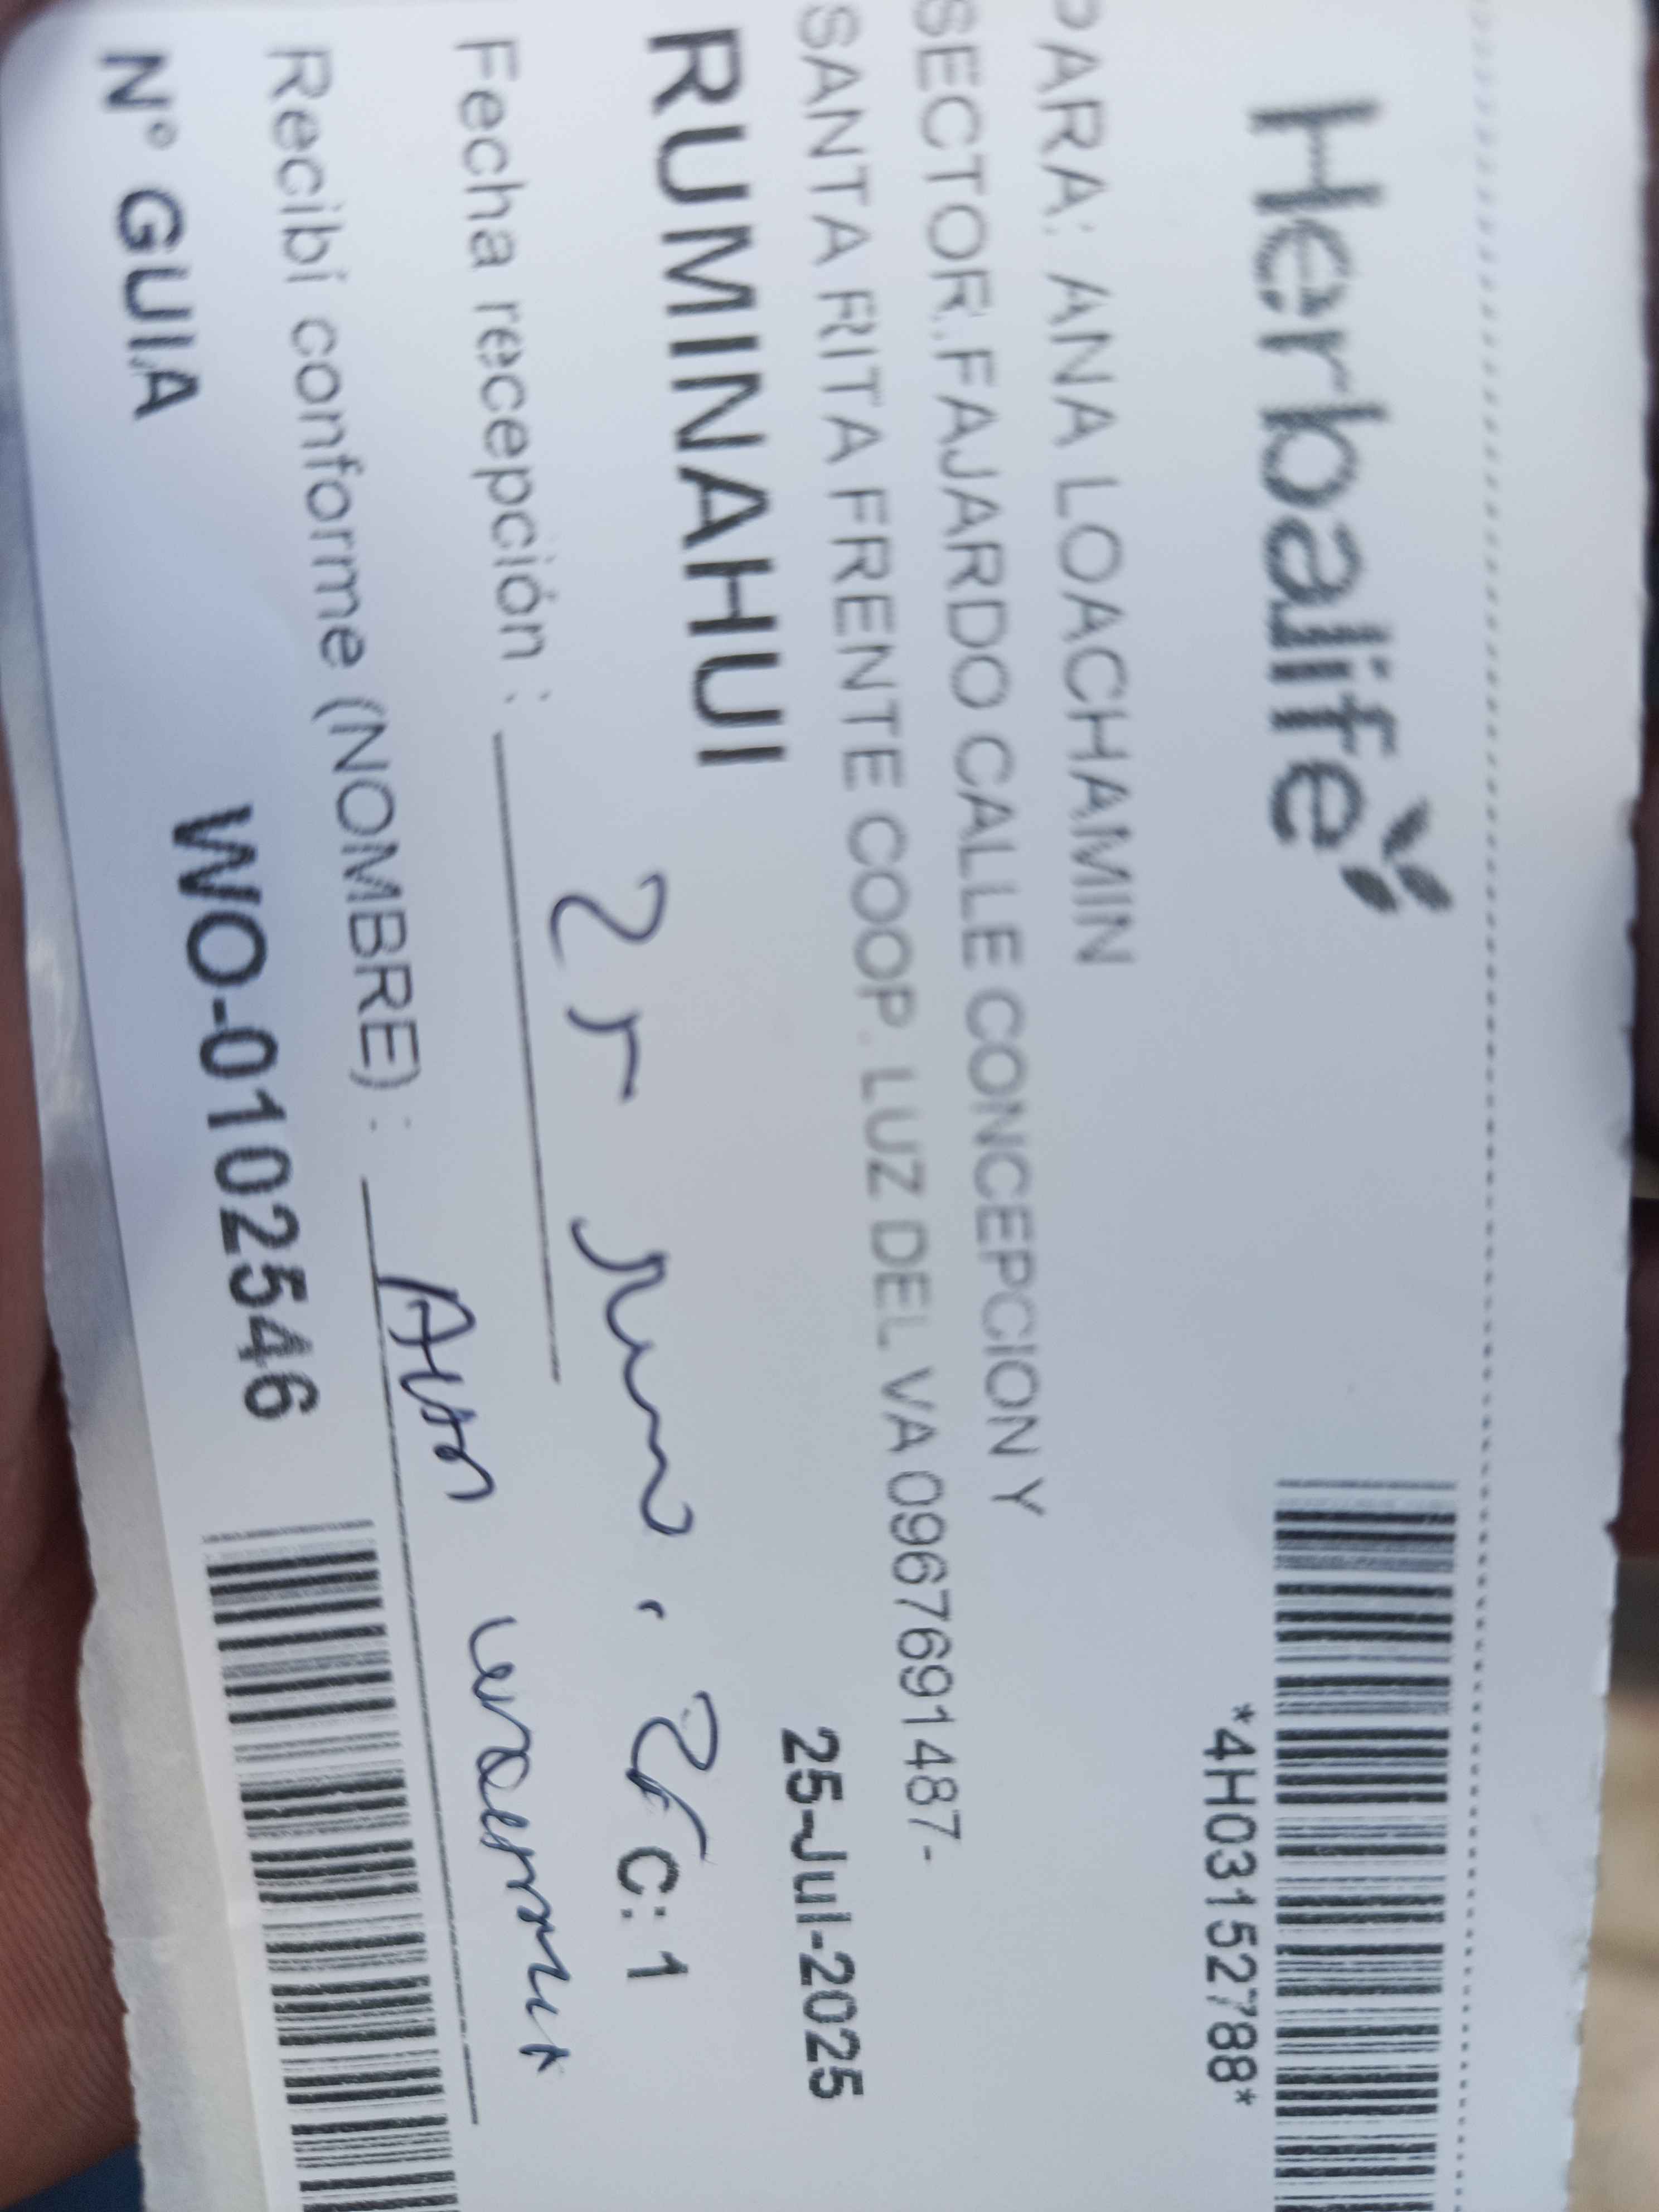 Herbalife
*4H03152788*
PARA: ANA LOACHAMIN
SECTOR.FAJARDO CALLE CONCEPCION Y
SANTA RITA FRENTE COOP. LUZ DEL VA 0967691487-
RUMINAHUI
25-Jul-2025
C: 1
Fecha recepción :
Recibí conforme (NOMBRE) :
N° GUIA
WO-0102546